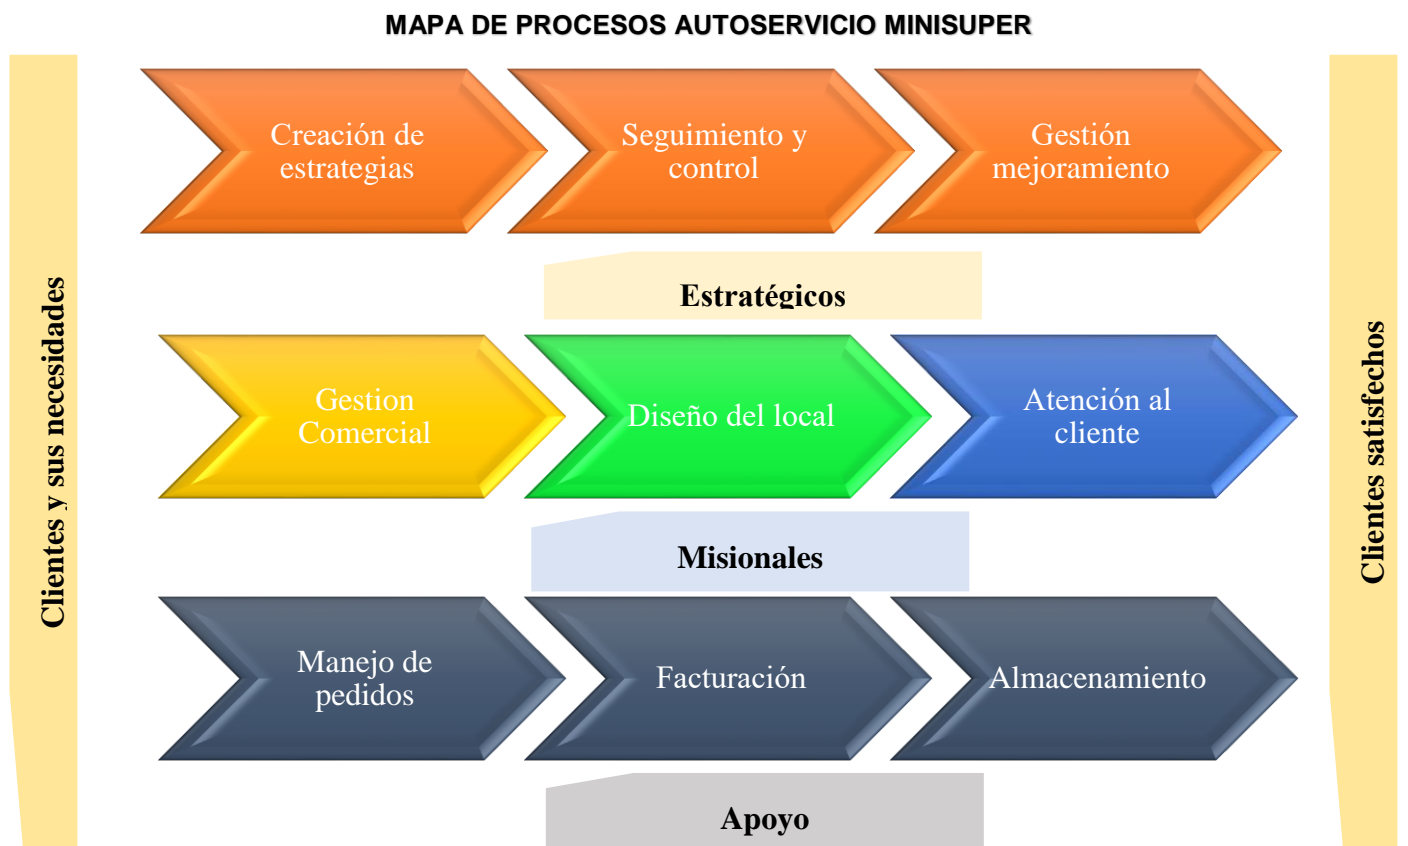 MAPA DE PROCESOS AUTOSERVICIO MINISUPER
Clientes y sus necesidades
Creación de
estrategias
Seguimiento y
control
Gestión
mejoramiento
Estratégicos
Gestion
Comercial
Diseño del local
Atención al
cliente
Misionales
Manejo de
pedidos
Facturación
Almacenamiento
Apoyo
Clientes satisfechos